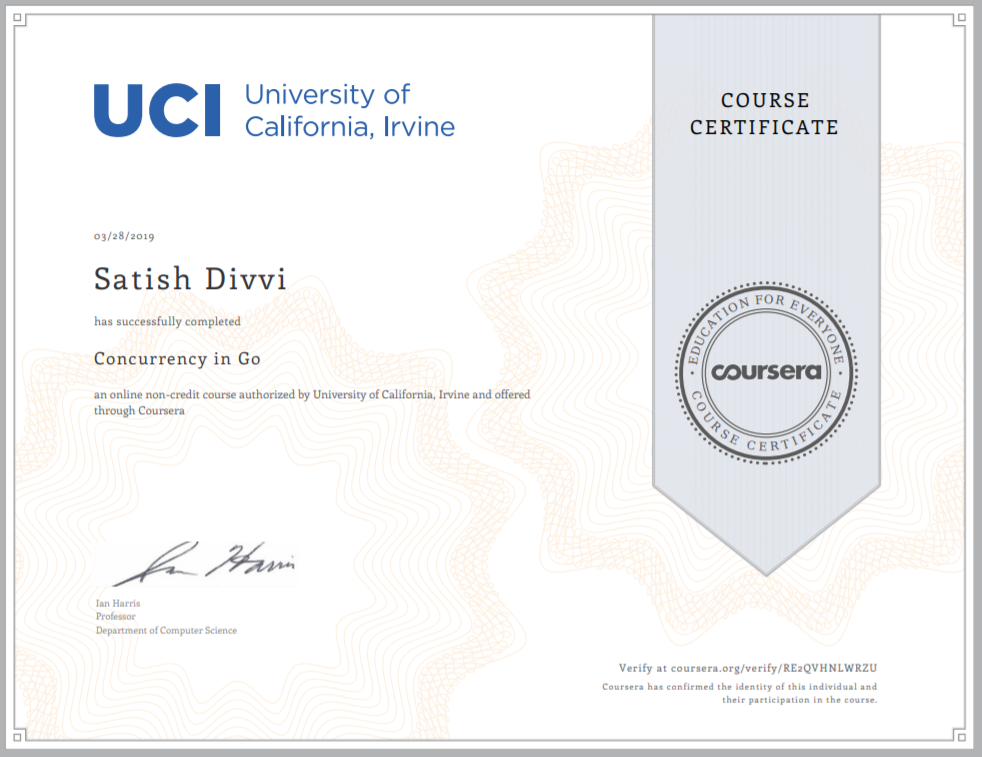 UCI University of
California, Irvine
COURSE
CERTIFICATE
03/28/2019
Satish Divvi
has successfully completed
Concurrency in Go
an online non-credit course authorized by University of California, Irvine and offered
through Coursera
EDUCATION FOR EVERYONE
coursera
COURSE CERTIFICATE
Ian Harris
Ian Harris
Professor
Department of Computer Science
Verify at coursera.org/verify/RE2QVHNLWRZU
Coursera has confirmed the identity of this individual and
their participation in the course.